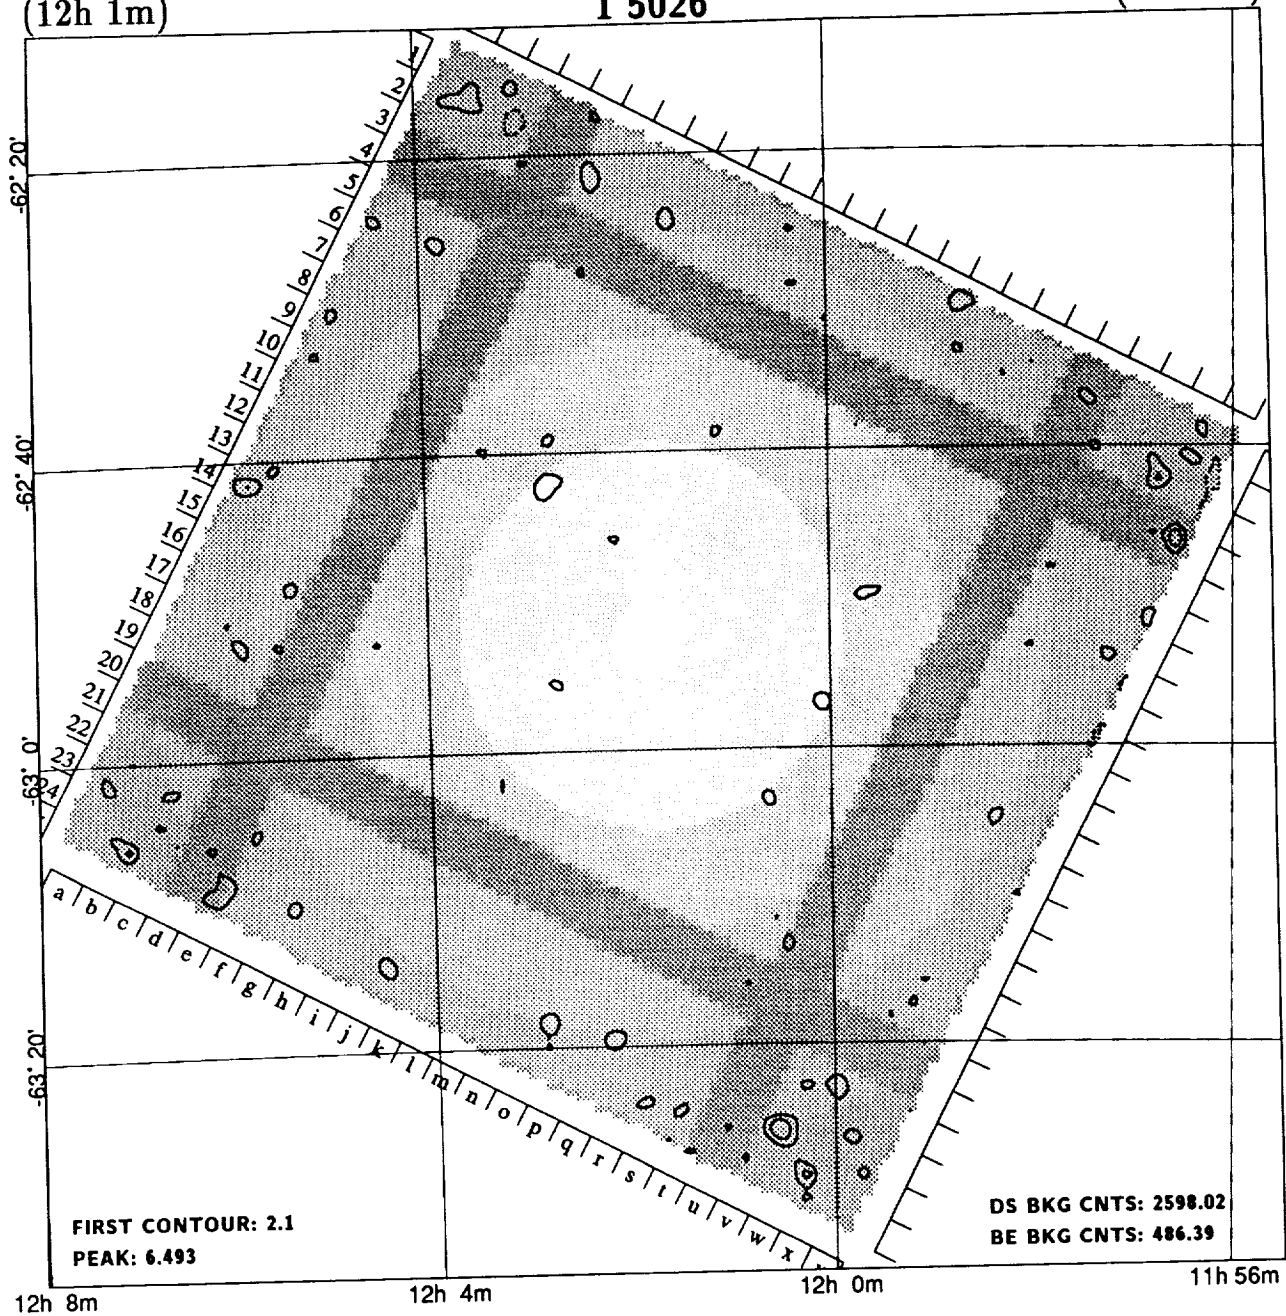 (12h 1m)
I 5026
1
2
3
4
5
6
7
8
9
10
11
12
13
14
15
16
17
18
19
20
21
22
23
24
-62° 20'
-62° 40'
-63° 0'
-63° 20'
a b c d e f g h i j k l m n o p q r s t u v w x
FIRST CONTOUR: 2.1
PEAK: 6.493
DS BKG CNTS: 2598.02
BE BKG CNTS: 486.39
12h 8m
12h 4m
12h 0m
11h 56m